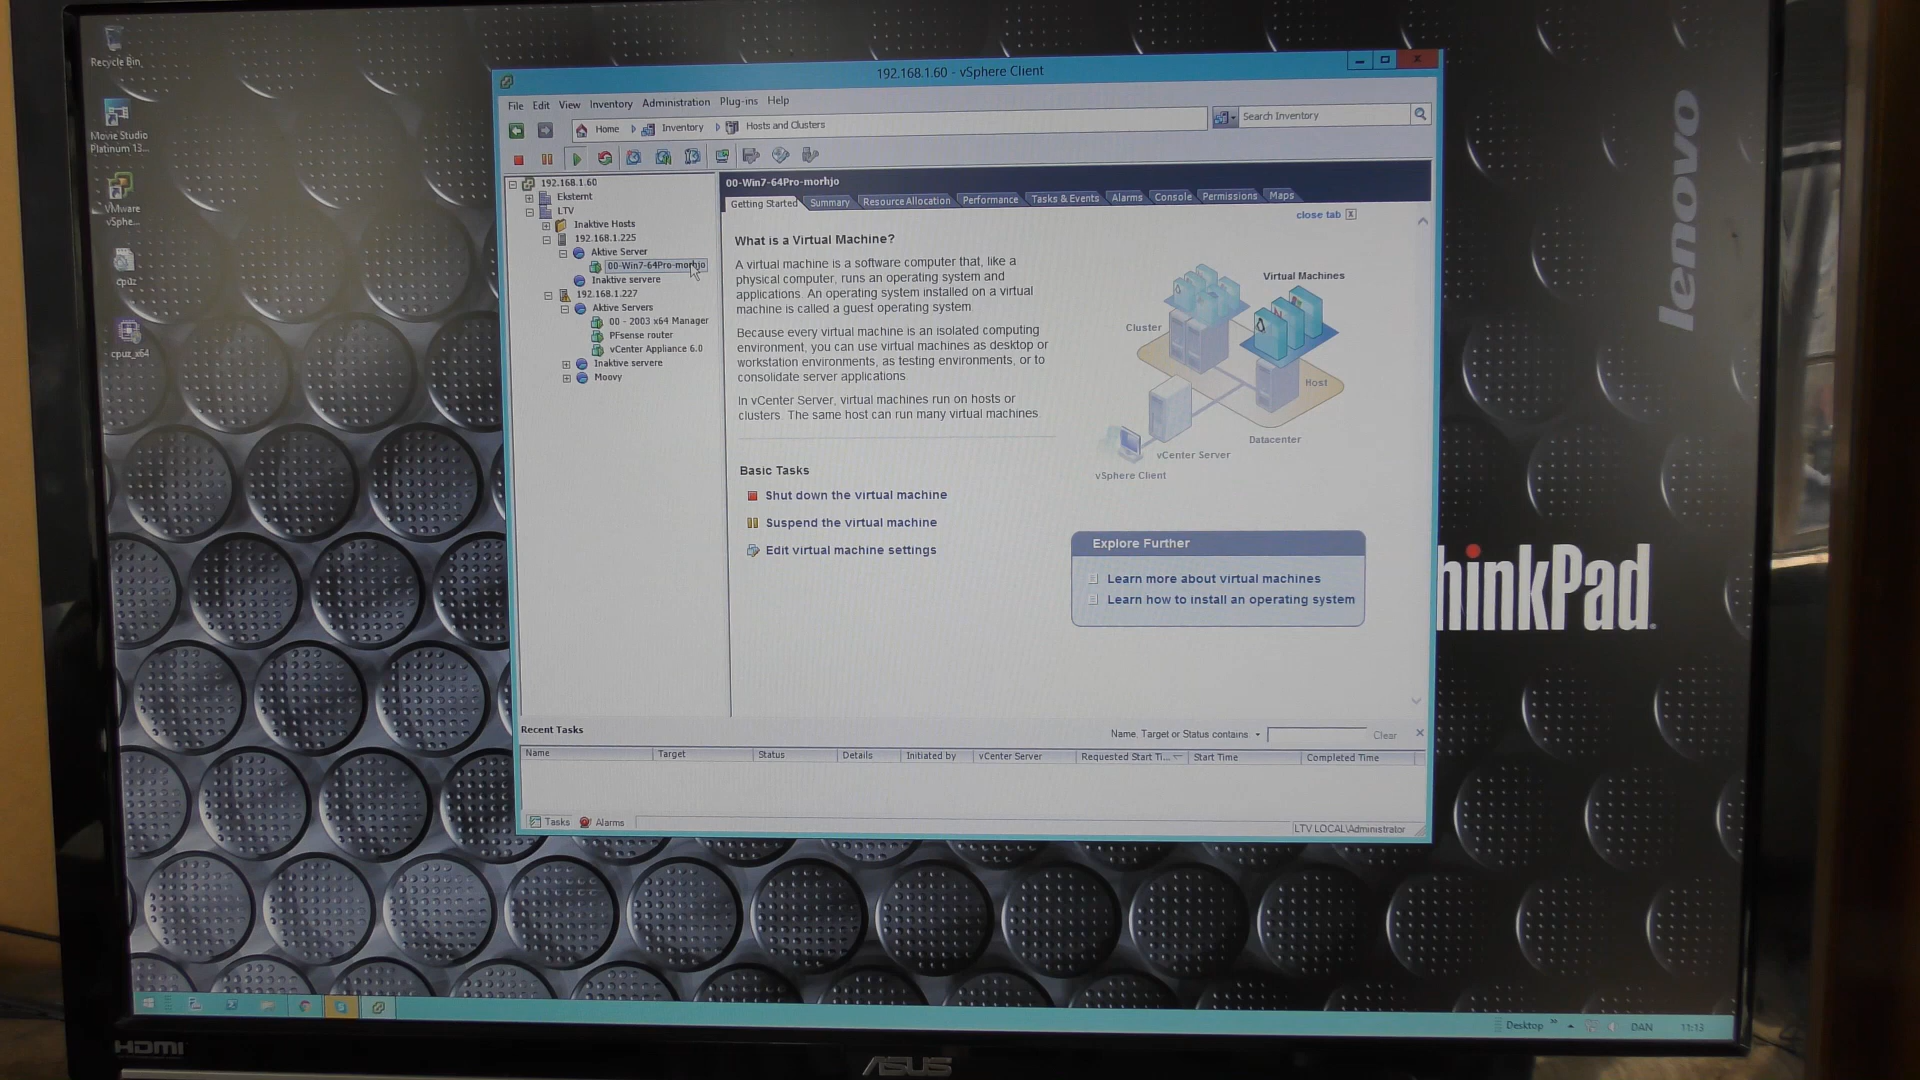 Recycle Bin
Movie Studio
Platinum 13...
VMware
vSphe...
cpuz
cpuz_x64
192.168.1.60 - vSphere Client
File Edit View Inventory Administration Plug-ins Help
Home Inventory Hosts and Clusters
Search Inventory
192.168.1.60
Eksternt
LTV
Inaktive Hosts
192.168.1.225
Aktive Server
00-Win7-64Pro-morhjo
Inaktive servere
192.168.1.227
Aktive Servers
00 - 2003 x64 Manager
PFsense router
vCenter Appliance 6.0
Inaktive servere
Moovy
00-Win7-64Pro-morhjo
Getting Started Summary Resource Allocation Performance Tasks & Events Alarms Console Permissions Maps
close tab X
What is a Virtual Machine?
A virtual machine is a software computer that, like a
physical computer, runs an operating system and
applications. An operating system installed on a virtual
machine is called a guest operating system.
Because every virtual machine is an isolated computing
environment, you can use virtual machines as desktop or
workstation environments, as testing environments, or to
consolidate server applications.
In vCenter Server, virtual machines run on hosts or
clusters. The same host can run many virtual machines.
Basic Tasks
Shut down the virtual machine
Suspend the virtual machine
Edit virtual machine settings
Virtual Machines
Cluster
Host
Datacenter
vCenter Server
vSphere Client
Explore Further
Learn more about virtual machines
Learn how to install an operating system
Recent Tasks
Name, Target or Status contains
Clear
Name Target Status Details Initiated by vCenter Server Requested Start Ti... Start Time Completed Time
Tasks Alarms
LTV.LOCAL\Administrator
lenovo
hinkPad
Desktop
DAN
11:13
HDMI
ASUS